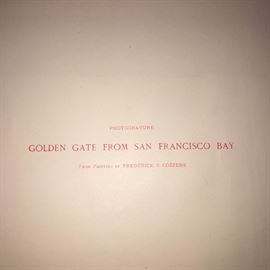 PHOTOGRAVURE
GOLDEN GATE FROM SAN FRANCISCO BAY
From Painting by FREDERICK S. COZZENS